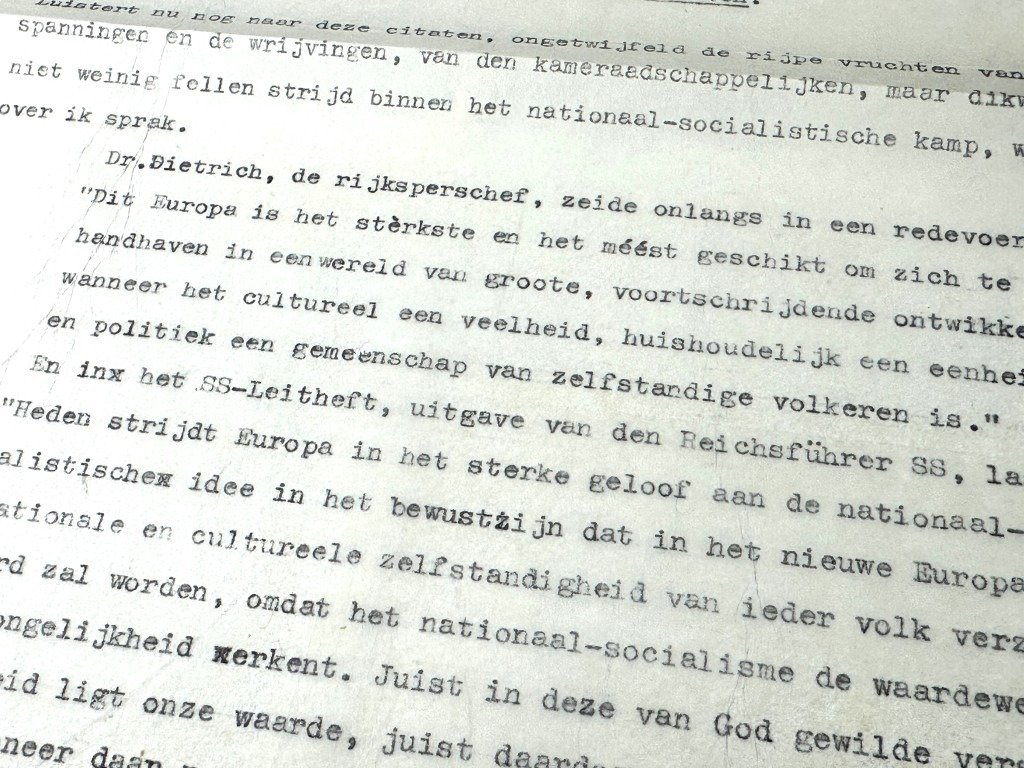 Luistert nu nog naar deze citaten, ongetwijfeld de rijpe vruchten van
spanningen en de wrijvingen, van den kameraadschappelijken, maar dikw
niet weinig fellen strijd binnen het nationaal-socialistische kamp, w
over ik sprak.
Dr.Dietrich, de rijksperschef, zeide onlangs in een redevoer
"Dit Europa is het stèrkste en het méést geschikt om zich te
handhaven in eenwereld van groote, voortschrijdende ontwikke
wanneer het cultureel een veelheid, huishoudelijk een eenhei
en politiek een gemeenschap van zelfstandige volkeren is."
En inx het SS-Leitheft, uitgave van den Reichsführer SS, la
"Heden strijdt Europa in het sterke geloof aan de nationaal-
alistischex idee in het bewustzijn dat in het nieuwe Europa
ationale en cultureele zelfstandigheid van ieder volk verz
rd zal worden, omdat het nationaal-socialisme de waardewe
ongelijkheid erkent. Juist in deze van God gewilde vers
eid ligt onze waarde, juist daard
neer daan